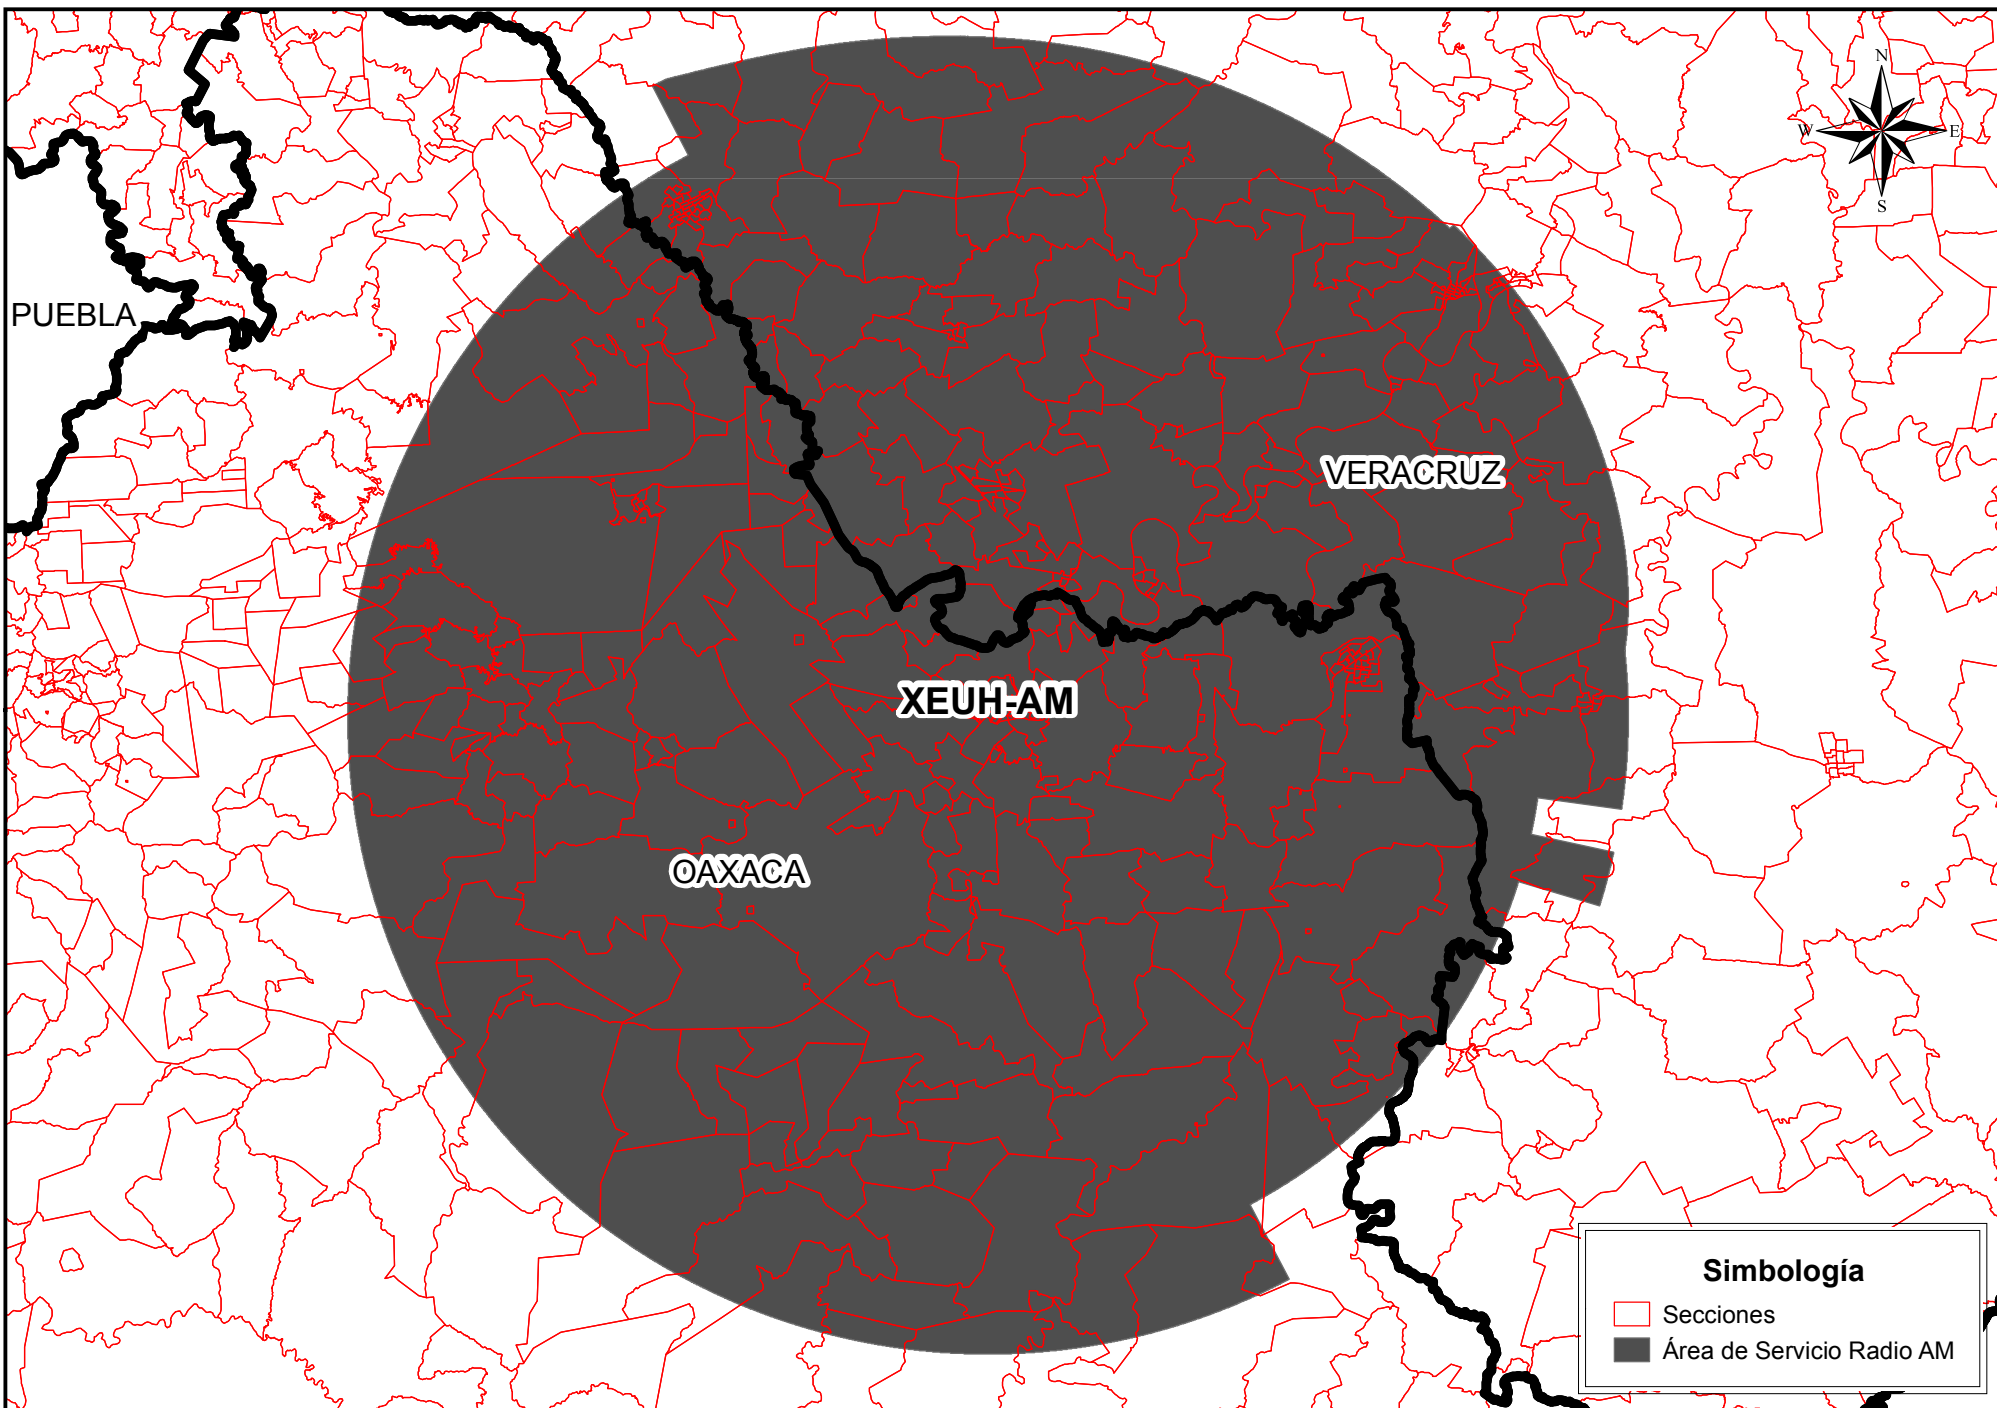 N
W
E
S
PUEBLA
VERACRUZ
XEUH-AM
OAXACA
Simbología
Secciones
Área de Servicio Radio AM